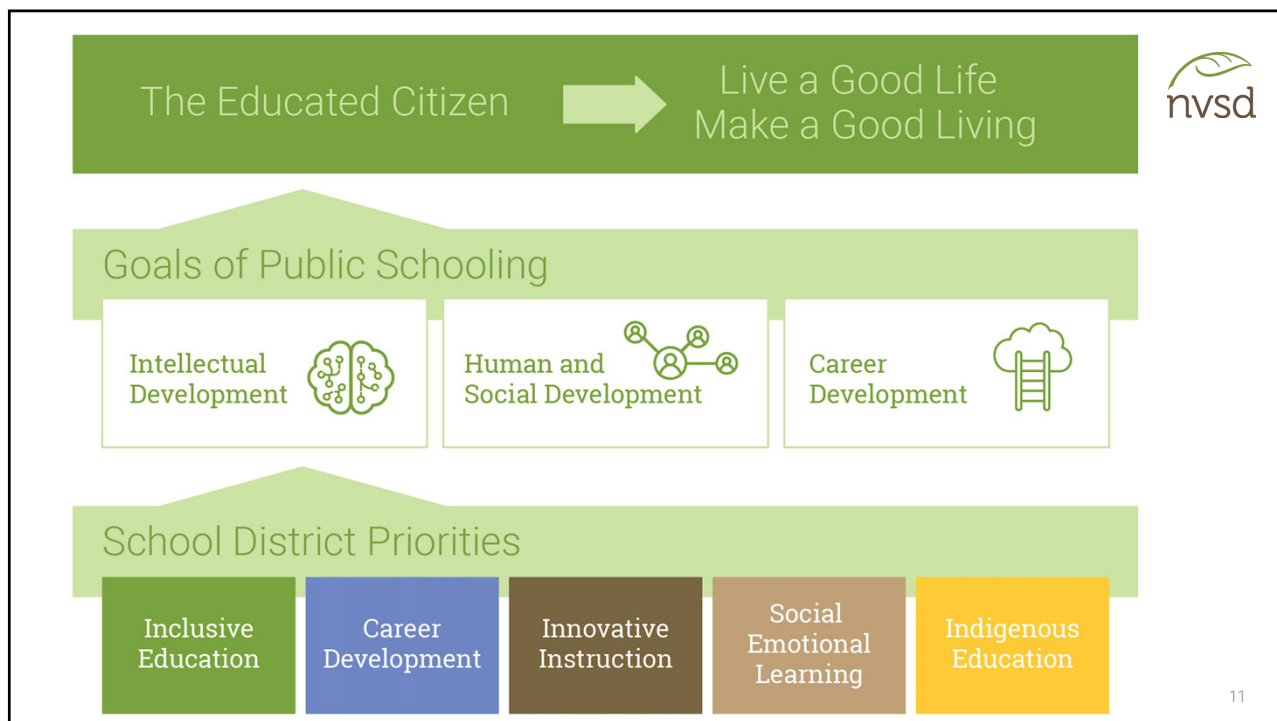 The Educated Citizen
Live a Good Life
Make a Good Living
nvsd
Goals of Public Schooling
Intellectual
Development
Human and
Social Development
Career
Development
School District Priorities
Inclusive
Education
Career
Development
Innovative
Instruction
Social
Emotional
Learning
Indigenous
Education
11